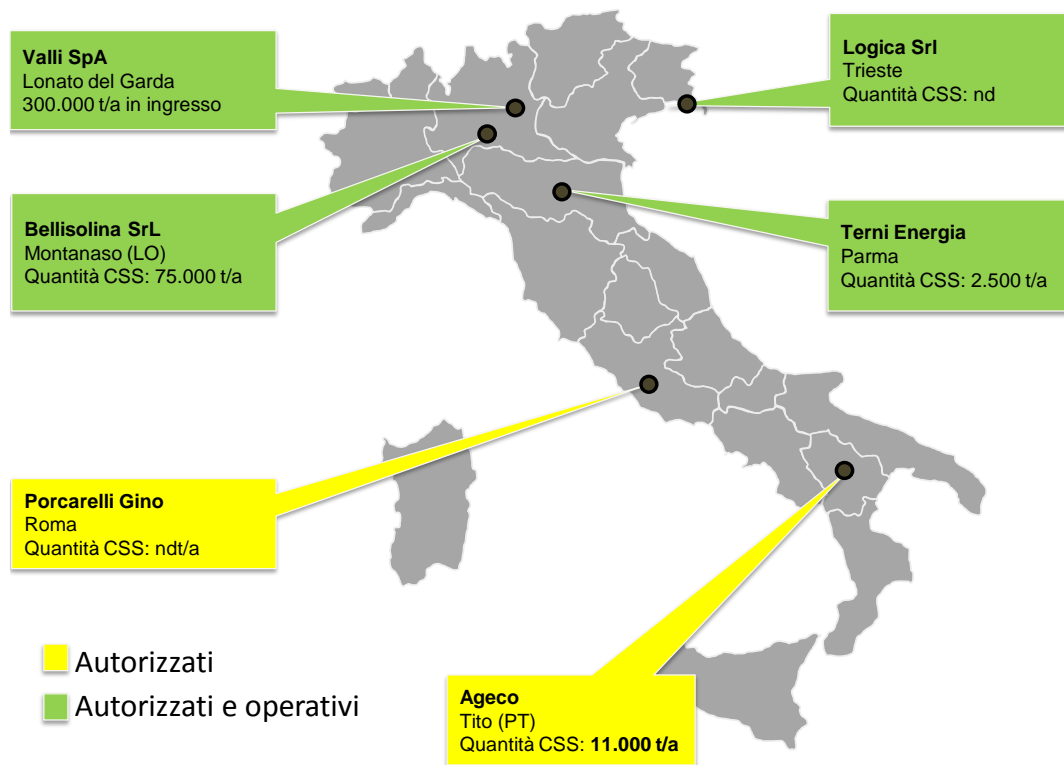 Valli SpA
Lonato del Garda
300.000 t/a in ingresso
Logica Srl
Trieste
Quantità CSS: nd
Bellisolina SrL
Montanaso (LO)
Quantità CSS: 75.000 t/a
Terni Energia
Parma
Quantità CSS: 2.500 t/a
Porcarelli Gino
Roma
Quantità CSS: ndt/a
Ageco
Tito (PT)
Quantità CSS: 11.000 t/a
Autorizzati
Autorizzati e operativi